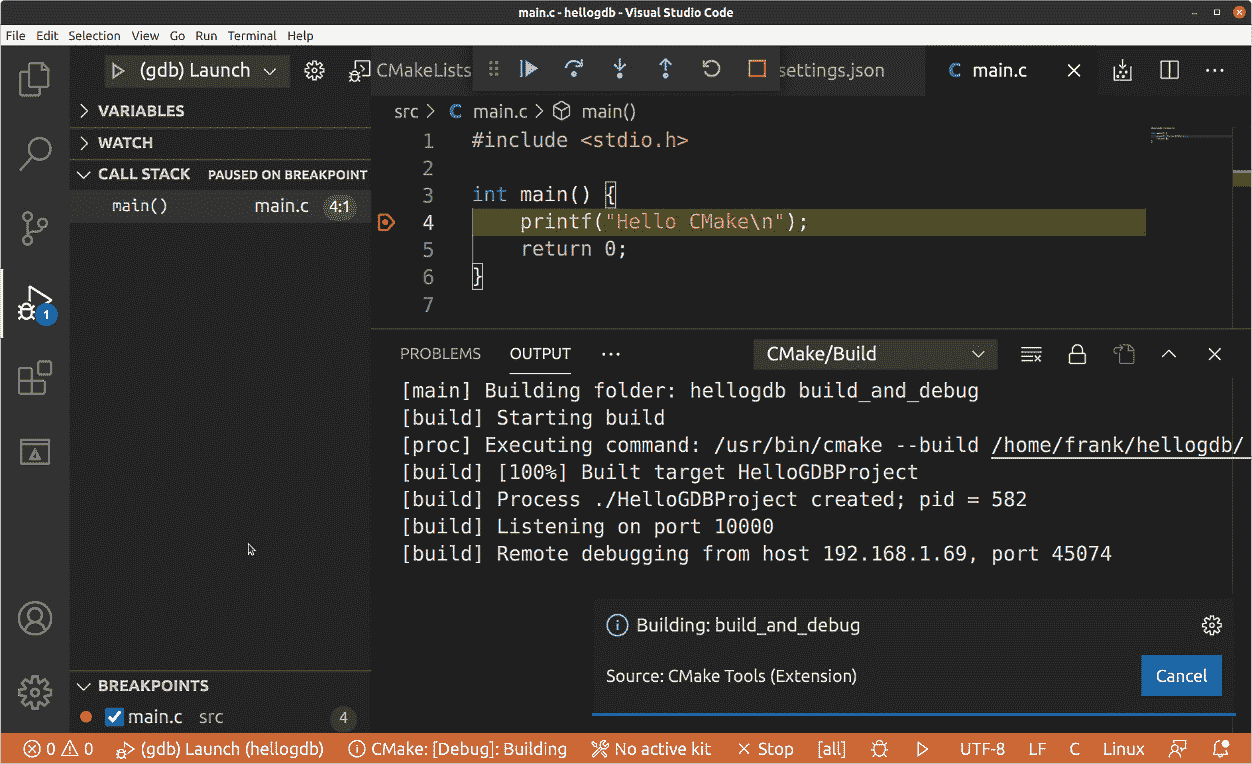 main.c - hellogdb - Visual Studio Code
File Edit Selection View Go Run Terminal Help
(gdb) Launch
CMakeLists
settings.json
C main.c
VARIABLES
WATCH
CALL STACK PAUSED ON BREAKPOINT
main() main.c 4:1
1
BREAKPOINTS
main.c src 4
src > C main.c > main()
1 #include <stdio.h>
2
3 int main() {
4 printf("Hello CMake\n");
5 return 0;
6 }
7
PROBLEMS OUTPUT ... CMake/Build
[main] Building folder: hellogdb build_and_debug
[build] Starting build
[proc] Executing command: /usr/bin/cmake --build /home/frank/hellogdb/
[build] [100%] Built target HelloGDBProject
[build] Process ./HelloGDBProject created; pid = 582
[build] Listening on port 10000
[build] Remote debugging from host 192.168.1.69, port 45074
Building: build_and_debug
Source: CMake Tools (Extension)
Cancel
0 0 (gdb) Launch (hellogdb) CMake: [Debug]: Building No active kit Stop [all] UTF-8 LF C Linux